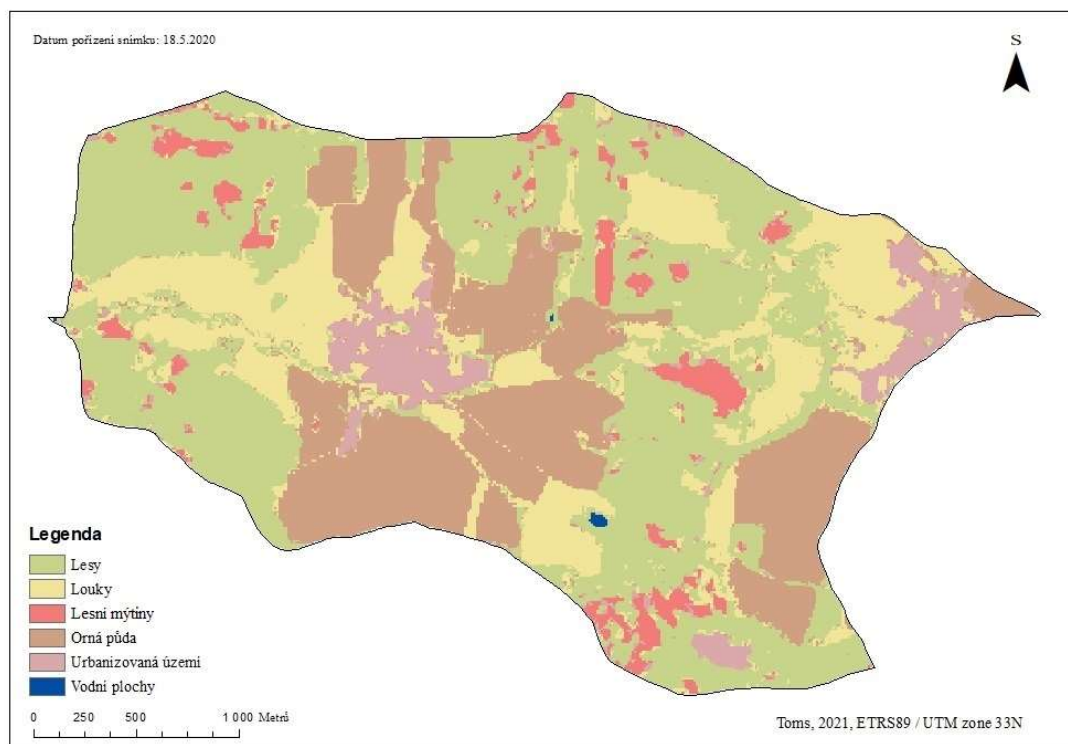 Datum pořízení snímku: 18.5.2020
S
Legenda
Lesy
Louky
Lesní mýtiny
Orná půda
Urbanizovaná území
Vodní plochy
0 250 500 1 000 Metrů
Toms, 2021, ETRS89 / UTM zone 33N